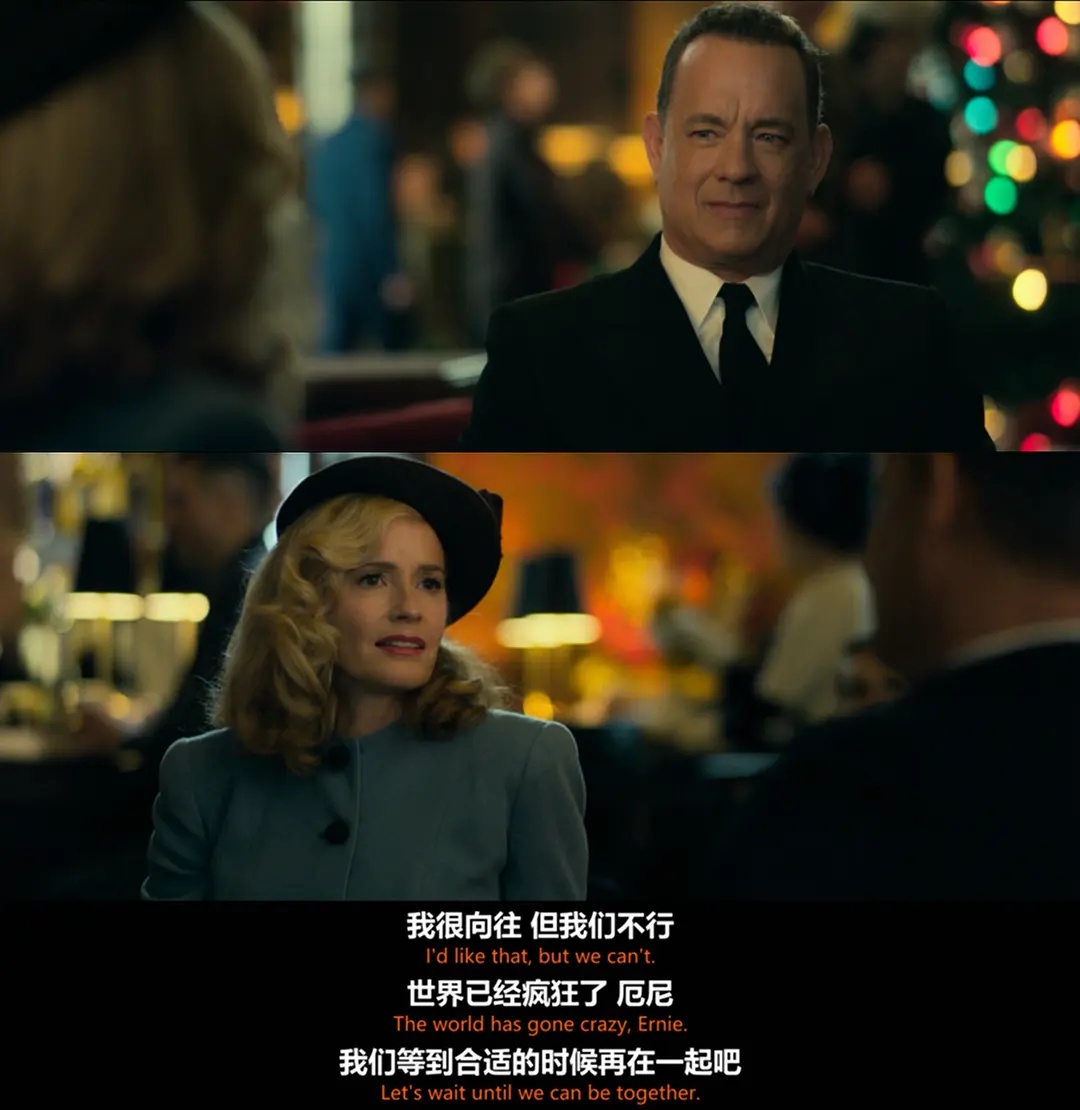 我很向往 但我们不行
I'd like that, but we can't.
世界已经疯狂了 厄尼
The world has gone crazy, Ernie.
我们等到合适的时候再在一起吧
Let's wait until we can be together.